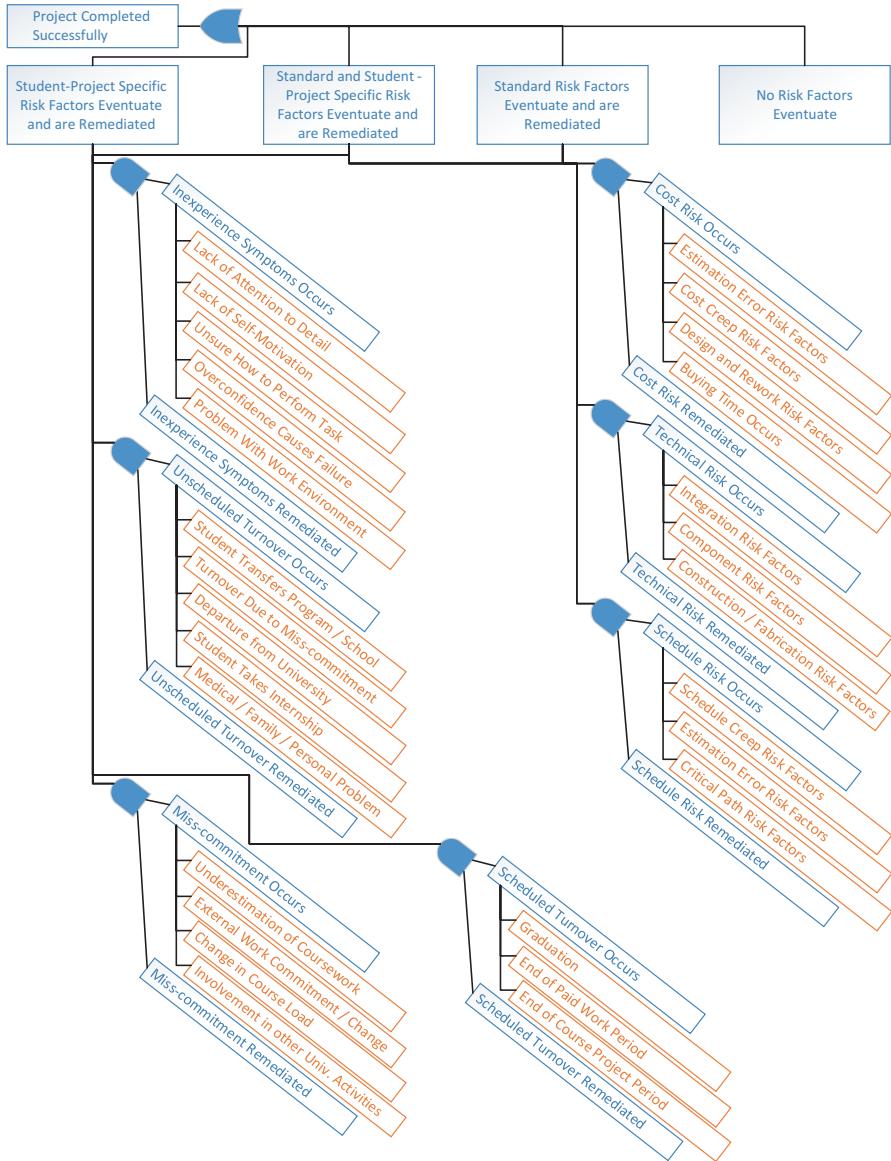 Project Completed
Successfully
Student-Project Specific
Risk Factors Eventuate
and are Remediated
Standard and Student -
Project Specific Risk
Factors Eventuate and
are Remediated
Standard Risk Factors
Eventuate and are
Remediated
No Risk Factors
Eventuate
Inexperience Symptoms Occurs
Lack of Attention to Detail
Lack of Self-Motivation
Unsure How to Perform Task
Overconfidence Causes Failure
Problem With Work Environment
Inexperience Symptoms Remediated
Unscheduled Turnover Occurs
Student Transfers Program / School
Turnover Due to Miss-commitment
Departure from University
Student Takes Internship
Medical / Family / Personal Problem
Unscheduled Turnover Remediated
Miss-commitment Occurs
Underestimation of Coursework
External Work Commitment / Change
Change in Course Load
Involvement in other Univ. Activities
Miss-commitment Remediated
Scheduled Turnover Occurs
Graduation
End of Paid Work Period
End of Course Project Period
Scheduled Turnover Remediated
Cost Risk Occurs
Estimation Error Risk Factors
Cost Creep Risk Factors
Design and Rework Risk Factors
Buying Time Occurs
Cost Risk Remediated
Technical Risk Occurs
Integration Risk Factors
Component Risk Factors
Construction / Fabrication Risk Factors
Technical Risk Remediated
Schedule Risk Occurs
Schedule Creep Risk Factors
Estimation Error Risk Factors
Critical Path Risk Factors
Schedule Risk Remediated